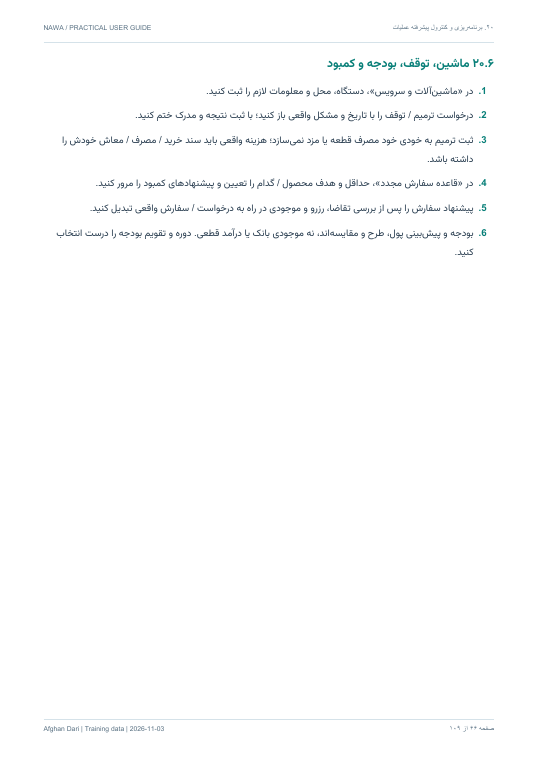 NAWA / PRACTICAL USER GUIDE
۲۰. برنامه‌ریزی و کنترول پیشرفته عملیات
۲۰.۶ ماشین، توقف، بودجه و کمبود
1. در «ماشین‌آلات و سرویس»، دستگاه، محل و معلومات لازم را ثبت کنید.
2. درخواست ترمیم / توقف را با تاریخ و مشکل واقعی باز کنید؛ با ثبت نتیجه و مدرک ختم کنید.
3. ثبت ترمیم به خودی خود مصرف قطعه یا مزد نمی‌سازد؛ هزینه واقعی باید سند خرید / مصرف / معاش خودش را
داشته باشد.
4. در «قاعده سفارش مجدد»، حداقل و هدف محصول / گدام را تعیین و پیشنهادهای کمبود را مرور کنید.
5. پیشنهاد سفارش را پس از بررسی تقاضا، رزرو و موجودی در راه به درخواست / سفارش واقعی تبدیل کنید.
6. بودجه و پیش‌بینی پول، طرح و مقایسه‌اند، نه موجودی بانک یا درآمد قطعی. دوره و تقویم بودجه را درست انتخاب
کنید.
Afghan Dari | Training data | 2026-11-03
صفحه ۴۶ از ۱۰۹